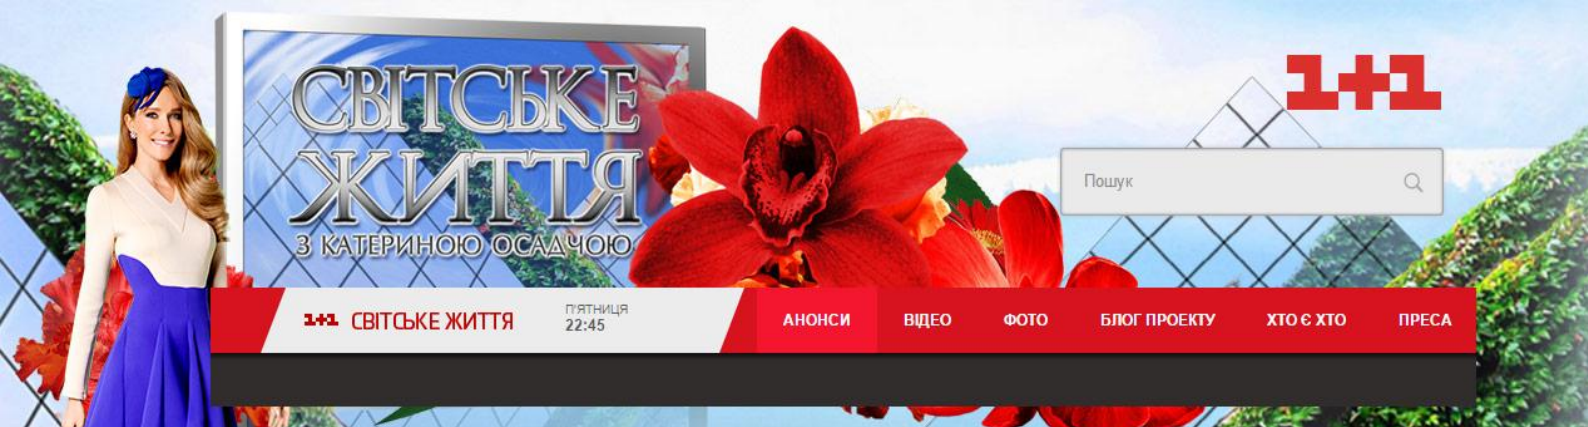 СВІТСЬКЕ
ЖИТТЯ
З КАТЕРИНОЮ ОСАДЧОЮ
1+1
Пошук
1+1 СВІТСЬКЕ ЖИТТЯ
П'ЯТНИЦЯ
22:45
АНОНСИ ВІДЕО ФОТО БЛОГ ПРОЕКТУ ХТО Є ХТО ПРЕСА